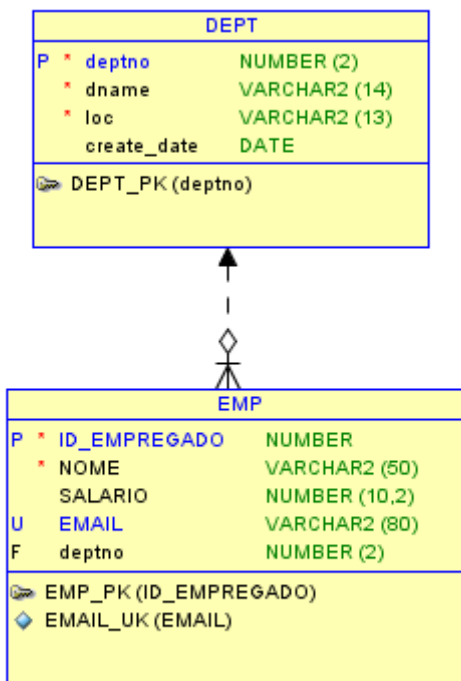 DEPT
P * deptno NUMBER (2)
* dname VARCHAR2 (14)
* loc VARCHAR2 (13)
create_date DATE
DEPT_PK (deptno)
EMP
P * ID_EMPREGADO NUMBER
* NOME VARCHAR2 (50)
SALARIO NUMBER (10,2)
U EMAIL VARCHAR2 (80)
F deptno NUMBER (2)
EMP_PK (ID_EMPREGADO)
EMAIL_UK (EMAIL)